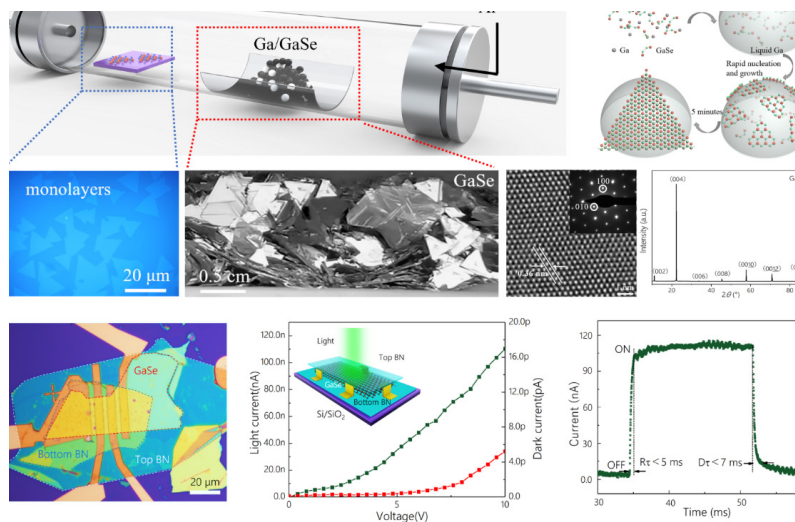 Ga/GaSe
Ga
GaSe
Liquid Ga
Rapid nucleation
and growth
5 minutes
monolayers
20 μm
GaSe
0.5 cm
100
010
0.36 nm
Intensity (a.u.)
(002)
(004)
(006)
(008)
(0010)
(0012)
20
40
60
80
2θ (°)
GaSe
Bottom BN
Top BN
20 μm
Light current(nA)
120.0n
100.0n
80.0n
60.0n
40.0n
20.0n
0.0
Light
Top BN
GaSe
Bottom BN
Si/SiO2
20.0p
16.0p
12.0p
8.0p
4.0p
0.0
Dark current(pA)
0
5
10
Voltage(V)
Current (nA)
120
90
60
30
0.0
ON
OFF
Rτ < 5 ms
Dτ < 7 ms
30
40
50
60
Time (ms)